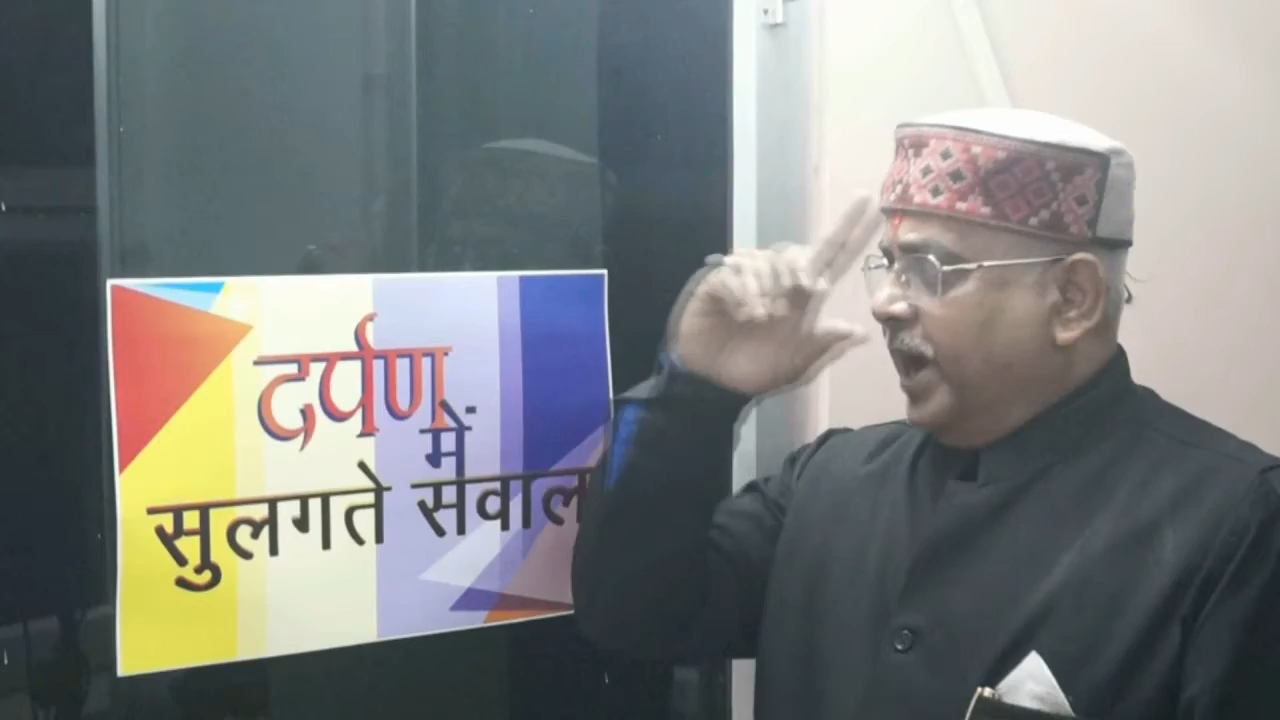 दर्पण
में
सुलगते सवाल